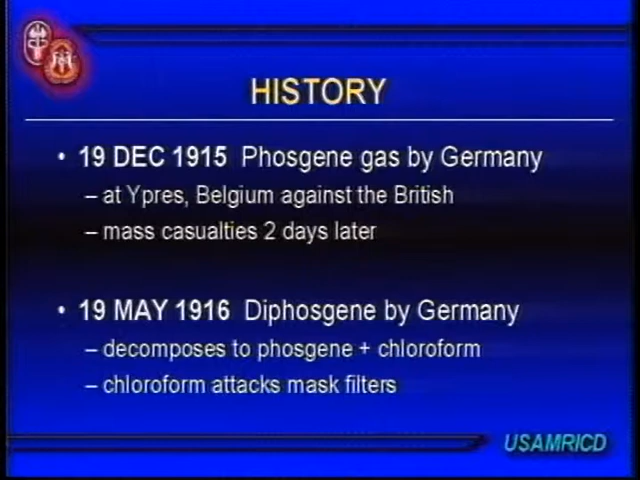 HISTORY
• 19 DEC 1915 Phosgene gas by Germany
– at Ypres, Belgium against the British
– mass casualties 2 days later
• 19 MAY 1916 Diphosgene by Germany
– decomposes to phosgene + chloroform
– chloroform attacks mask filters
USAMRICD